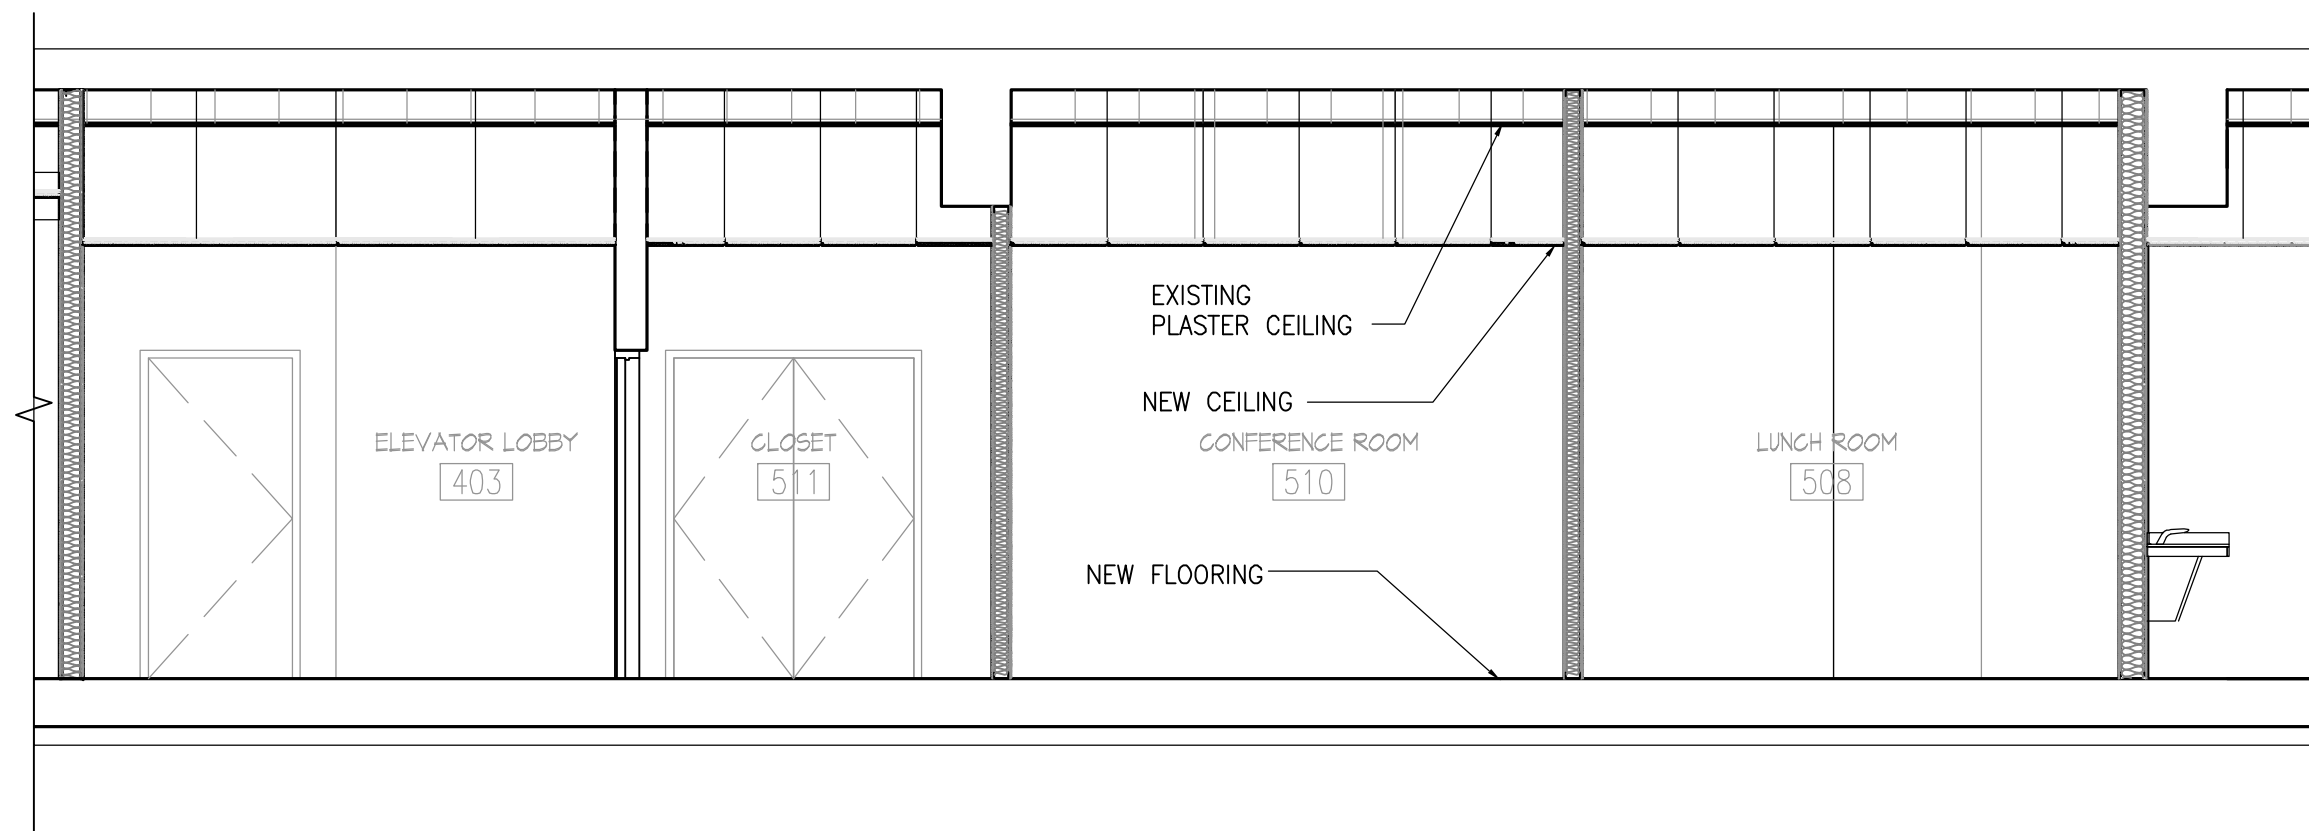 EXISTING
PLASTER CEILING
NEW CEILING
ELEVATOR LOBBY
403
CLOSET
511
CONFERENCE ROOM
510
LUNCH ROOM
508
NEW FLOORING